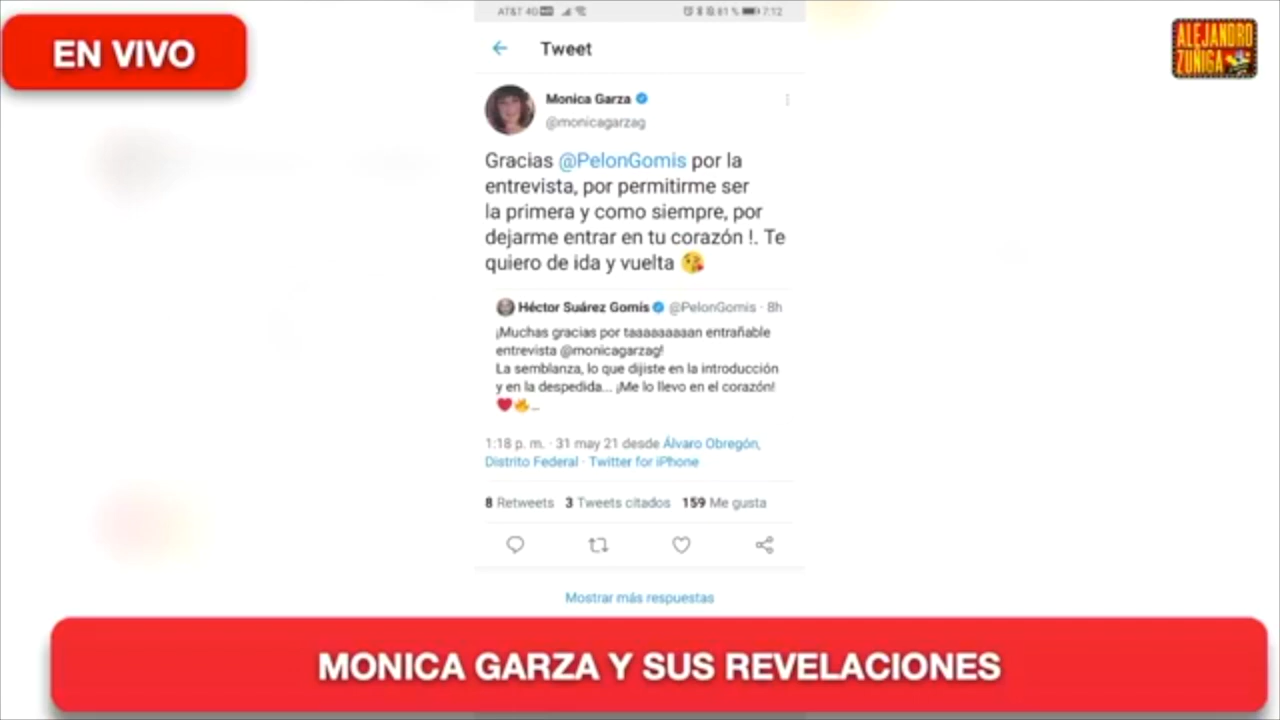 AT&T 4G HD 81 % 7:12
EN VIVO
ALEJANDRO
ZUÑIGA
Tweet
Monica Garza
@monicagarzag
Gracias @PelonGomis por la
entrevista, por permitirme ser
la primera y como siempre, por
dejarme entrar en tu corazón !. Te
quiero de ida y vuelta 😘
Héctor Suárez Gomís @PelonGomis · 8h
¡Muchas gracias por taaaaaaaaan entrañable
entrevista @monicagarzag!
La semblanza, lo que dijiste en la introducción
y en la despedida... ¡Me lo llevo en el corazón!
❤️🔥...
1:18 p. m. · 31 may 21 desde Álvaro Obregón,
Distrito Federal · Twitter for iPhone
8 Retweets 3 Tweets citados 159 Me gusta
Mostrar más respuestas
MONICA GARZA Y SUS REVELACIONES